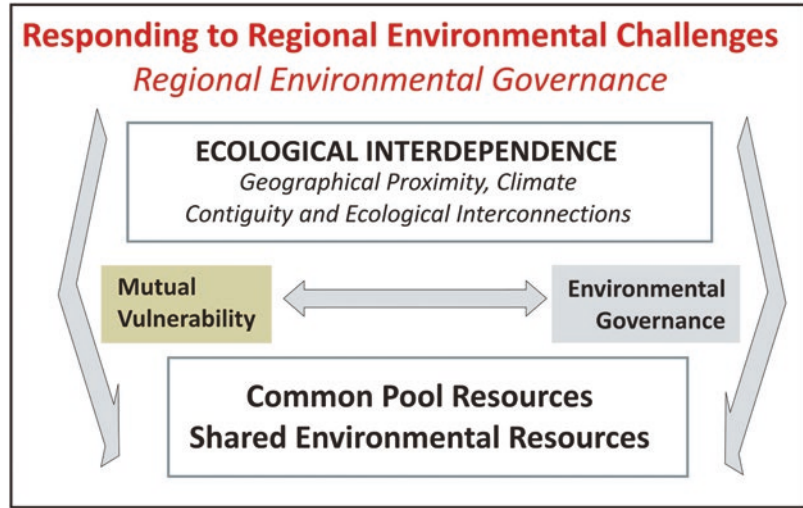 Responding to Regional Environmental Challenges
Regional Environmental Governance
ECOLOGICAL INTERDEPENDENCE
Geographical Proximity, Climate
Contiguity and Ecological Interconnections
Mutual
Vulnerability
Environmental
Governance
Common Pool Resources
Shared Environmental Resources